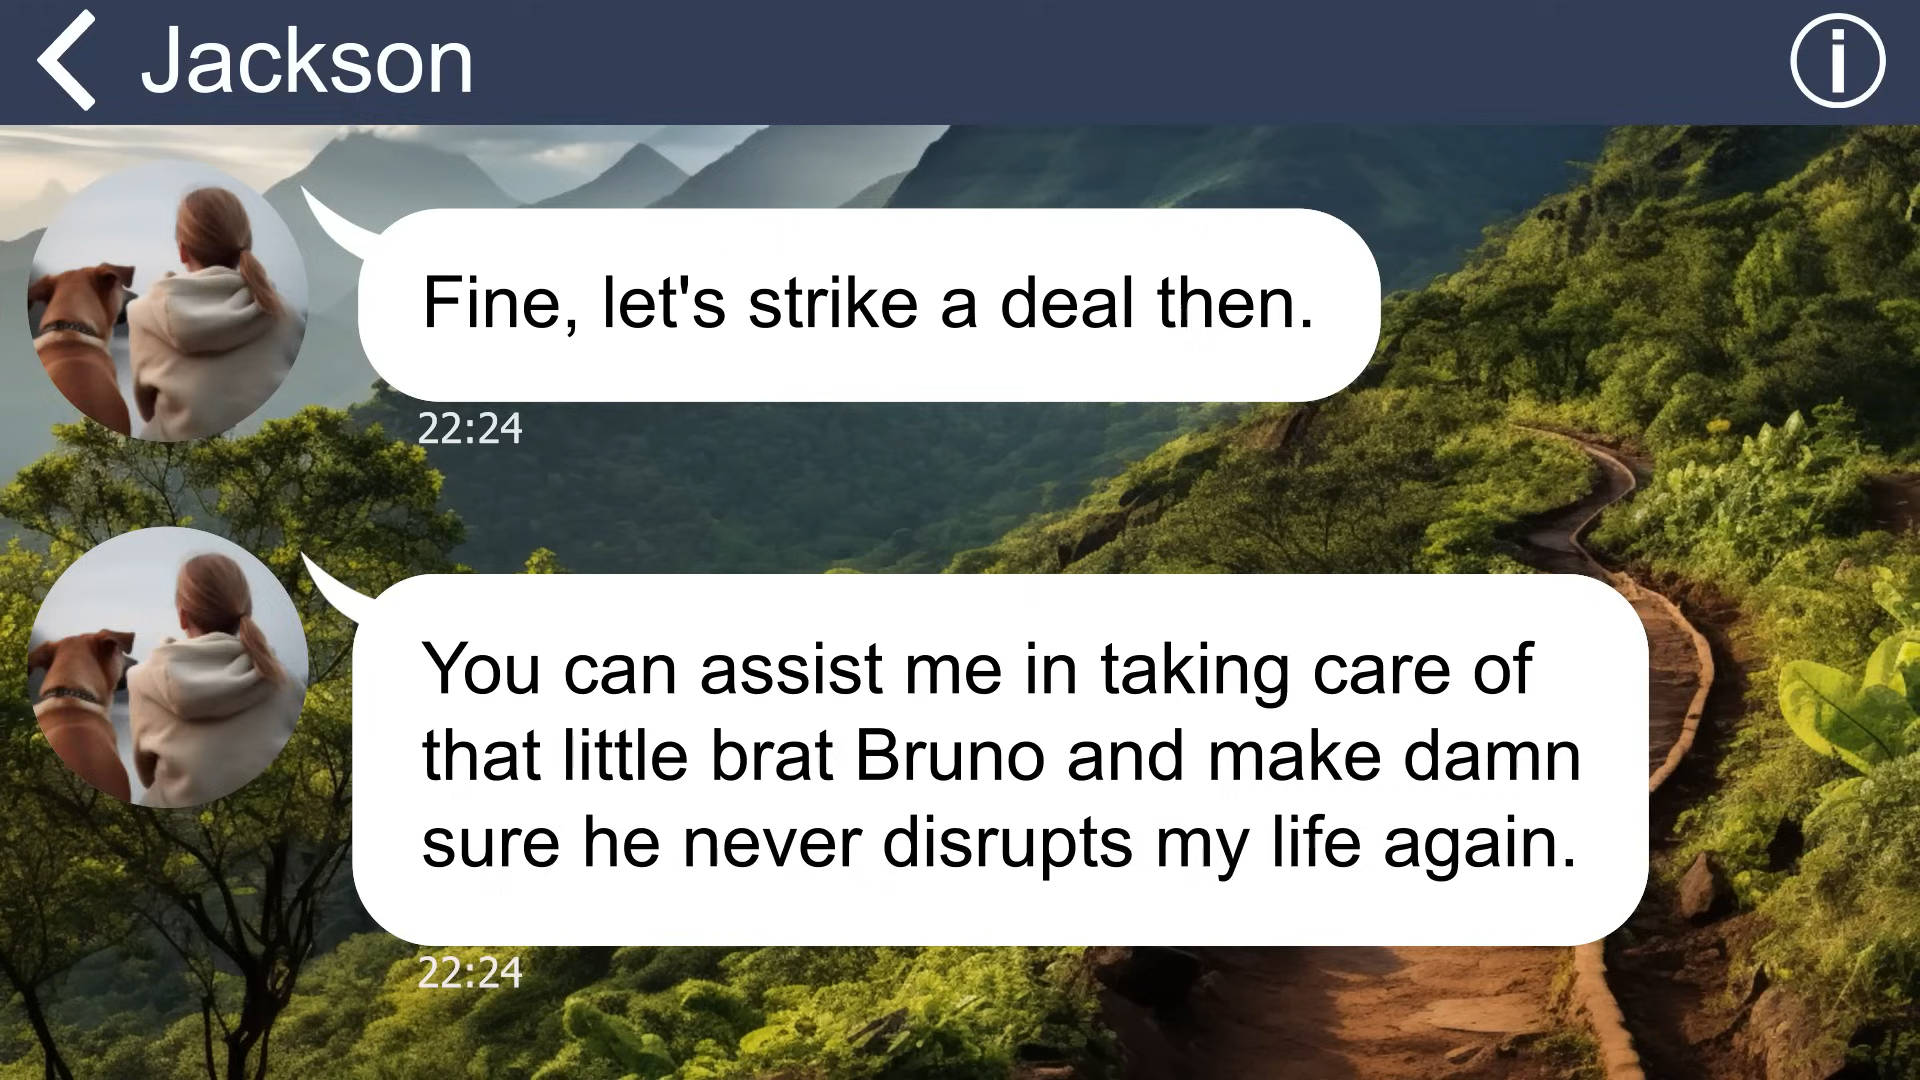 Jackson
Fine, let's strike a deal then.
22:24
You can assist me in taking care of
that little brat Bruno and make damn
sure he never disrupts my life again.
22:24